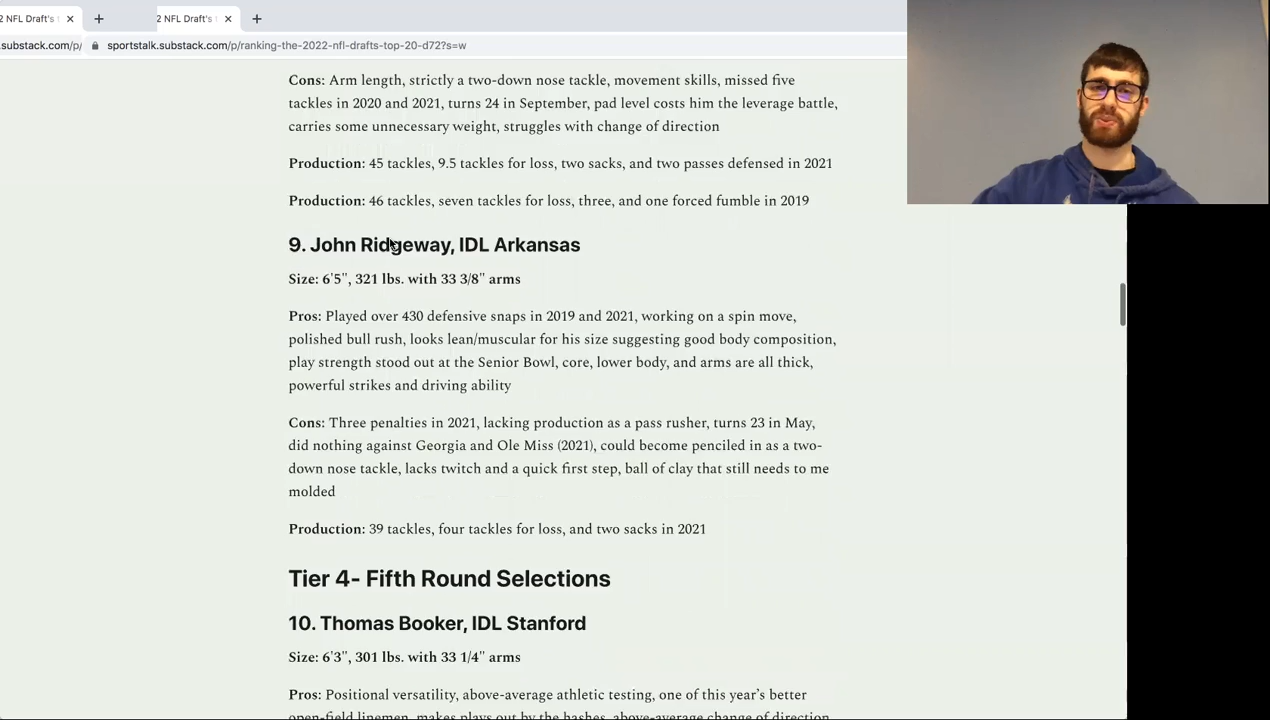 2 NFL Draft's
2 NFL Draft's
.substack.com/p/
sportstalk.substack.com/p/ranking-the-2022-nfl-drafts-top-20-d72?s=w
Cons: Arm length, strictly a two-down nose tackle, movement skills, missed five
tackles in 2020 and 2021, turns 24 in September, pad level costs him the leverage battle,
carries some unnecessary weight, struggles with change of direction
Production: 45 tackles, 9.5 tackles for loss, two sacks, and two passes defensed in 2021
Production: 46 tackles, seven tackles for loss, three, and one forced fumble in 2019
9. John Ridgeway, IDL Arkansas
Size: 6'5", 321 lbs. with 33 3/8" arms
Pros: Played over 430 defensive snaps in 2019 and 2021, working on a spin move,
polished bull rush, looks lean/muscular for his size suggesting good body composition,
play strength stood out at the Senior Bowl, core, lower body, and arms are all thick,
powerful strikes and driving ability
Cons: Three penalties in 2021, lacking production as a pass rusher, turns 23 in May,
did nothing against Georgia and Ole Miss (2021), could become penciled in as a two-
down nose tackle, lacks twitch and a quick first step, ball of clay that still needs to me
molded
Production: 39 tackles, four tackles for loss, and two sacks in 2021
Tier 4- Fifth Round Selections
10. Thomas Booker, IDL Stanford
Size: 6'3", 301 lbs. with 33 1/4" arms
Pros: Positional versatility, above-average athletic testing, one of this year's better
open-field linemen, makes plays out by the hashes, above-average change of direction